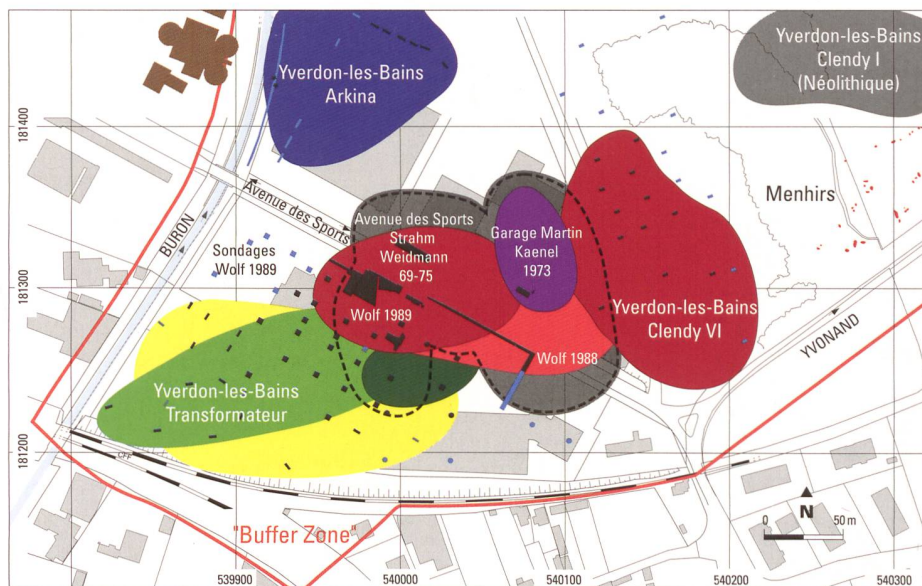 Yverdon-les-Bains
Clendy I
(Néolithique)
Yverdon-les-Bains
Arkina
181400
Avenue des Sports
BURON
Menhirs
Avenue des Sports
Strahm
Weidmann
69-75
Garage Martin
Kaenel
1973
Sondages
Wolf 1989
181300
Wolf 1989
Yverdon-les-Bains
Clendy VI
YVONAND
Wolf 1988
Yverdon-les-Bains
Transformateur
181200
CFF
N
0 50 m
"Buffer Zone"
539900 540000 540100 540200 540300